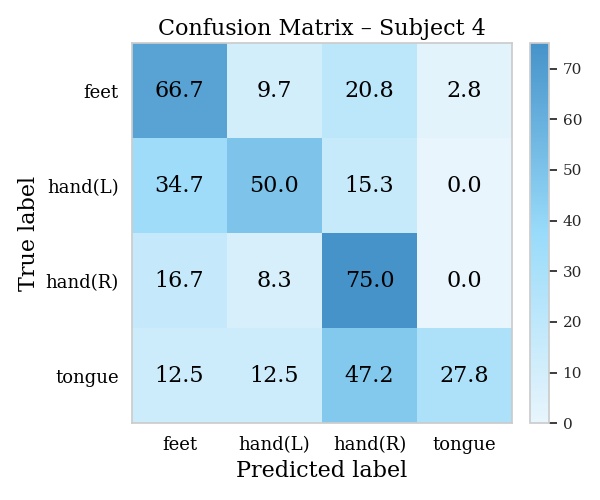 Confusion Matrix – Subject 4
feet 66.7 9.7 20.8 2.8
hand(L) 34.7 50.0 15.3 0.0
hand(R) 16.7 8.3 75.0 0.0
tongue 12.5 12.5 47.2 27.8
feet hand(L) hand(R) tongue
Predicted label
True label
70
60
50
40
30
20
10
0